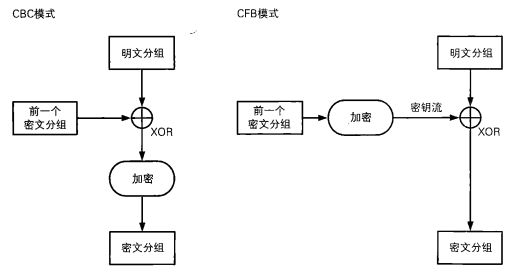 CBC模式
明文分组
前一个
密文分组
XOR
加密
密文分组
CFB模式
明文分组
前一个
密文分组
加密
密钥流
XOR
密文分组